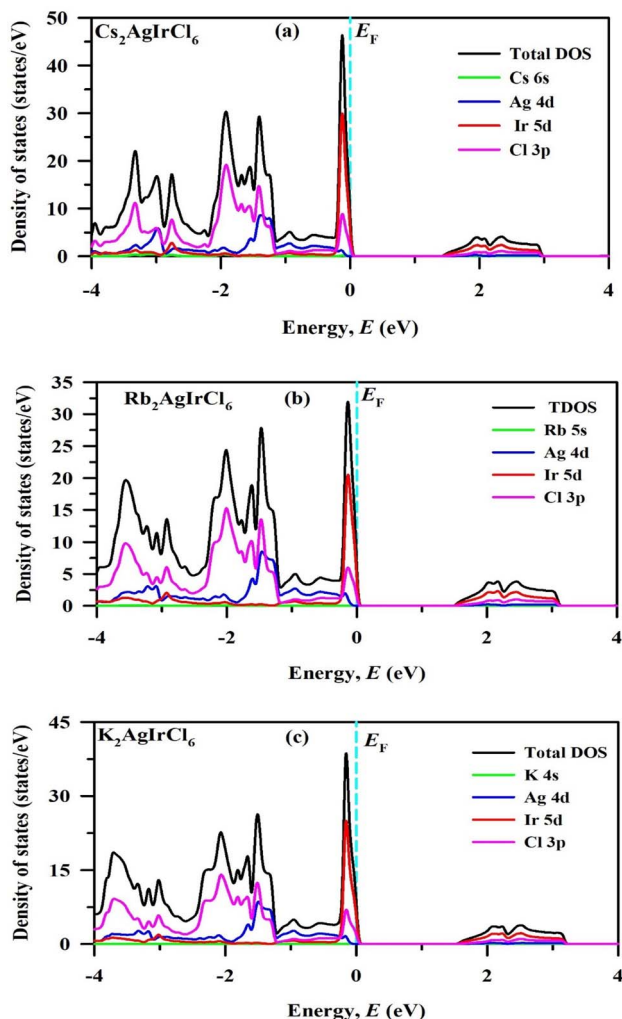 Cs₂AgIrCl₆
(a)
E_F
Total DOS
Cs 6s
Ag 4d
Ir 5d
Cl 3p
Density of states (states/eV)
50
40
30
20
10
0
-4
-2
0
2
4
Energy, E (eV)
Rb₂AgIrCl₆
(b)
E_F
TDOS
Rb 5s
Ag 4d
Ir 5d
Cl 3p
Density of states (states/eV)
35
30
25
20
15
10
5
0
-4
-2
0
2
4
Energy, E (eV)
K₂AgIrCl₆
(c)
E_F
Total DOS
K 4s
Ag 4d
Ir 5d
Cl 3p
Density of states (states/eV)
45
30
15
0
-4
-2
0
2
4
Energy, E (eV)